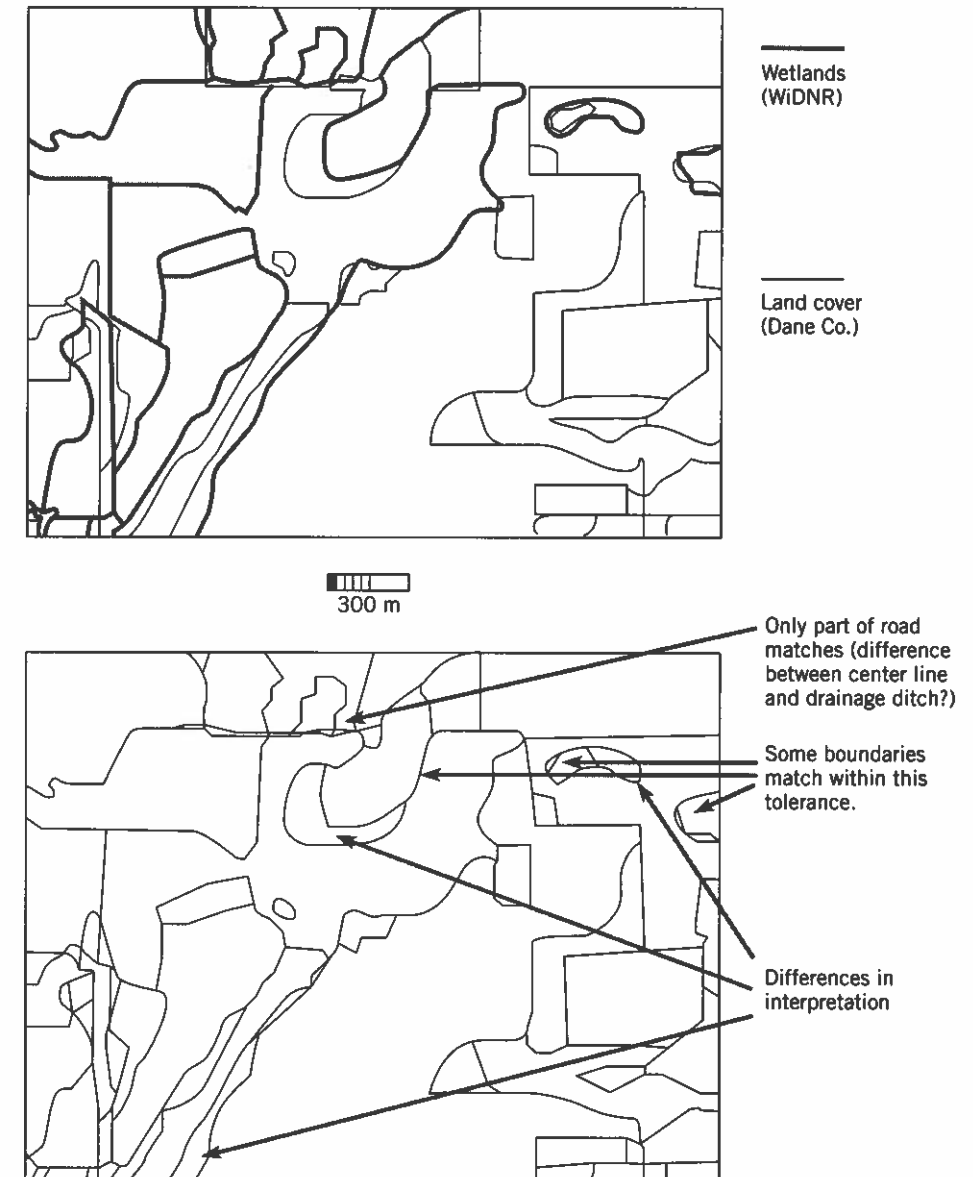 Wetlands
(WiDNR)
Land cover
(Dane Co.)
300 m
Only part of road
matches (difference
between center line
and drainage ditch?)
Some boundaries
match within this
tolerance.
Differences in
interpretation